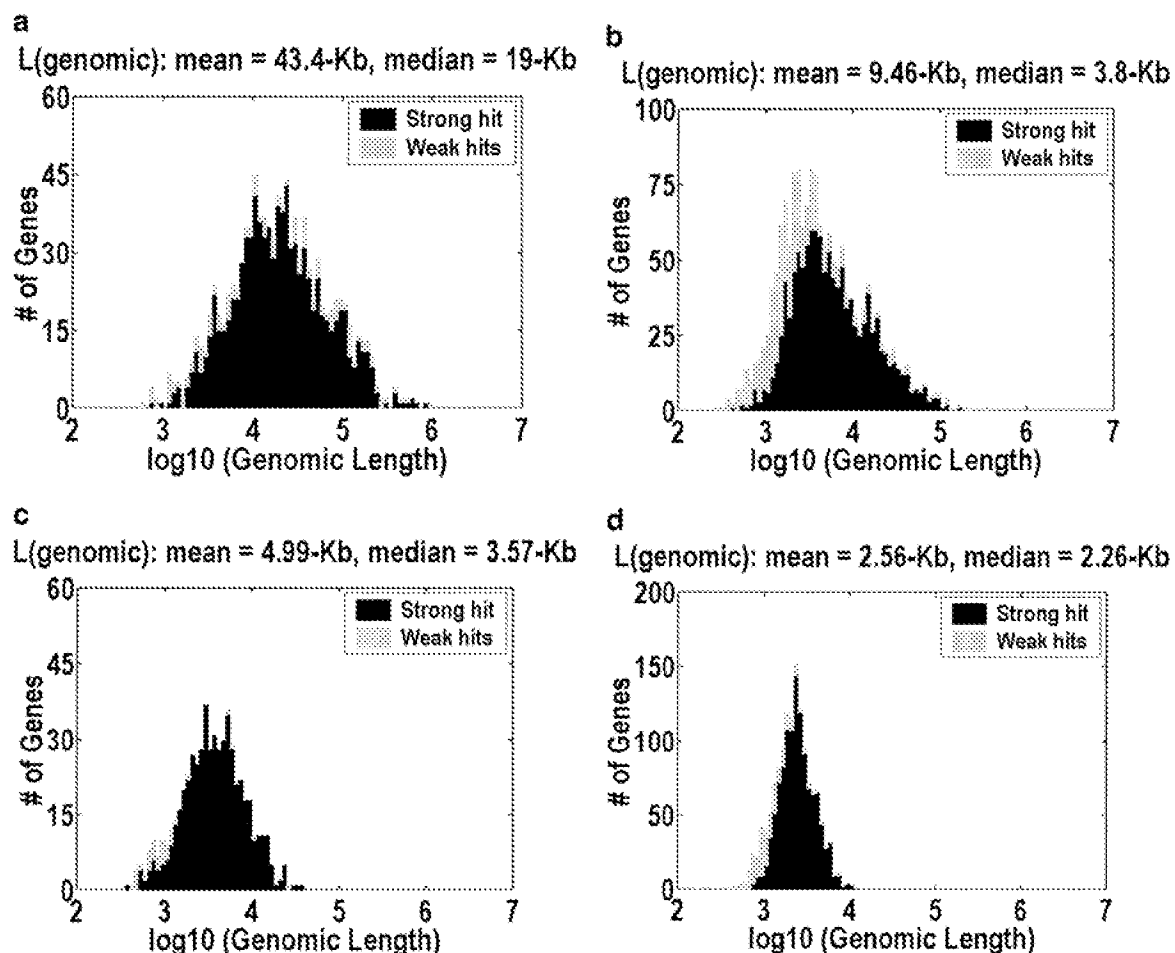 a
L(genomic): mean = 43.4-Kb, median = 19-Kb
60
45
30
15
0
# of Genes
Strong hit
Weak hits
2 3 4 5 6 7
log10 (Genomic Length)
b
L(genomic): mean = 9.46-Kb, median = 3.8-Kb
100
75
50
25
0
# of Genes
Strong hit
Weak hits
2 3 4 5 6 7
log10 (Genomic Length)
c
L(genomic): mean = 4.99-Kb, median = 3.57-Kb
60
45
30
15
0
# of Genes
Strong hit
Weak hits
2 3 4 5 6 7
log10 (Genomic Length)
d
L(genomic): mean = 2.56-Kb, median = 2.26-Kb
200
150
100
50
0
# of Genes
Strong hit
Weak hits
2 3 4 5 6 7
log10 (Genomic Length)